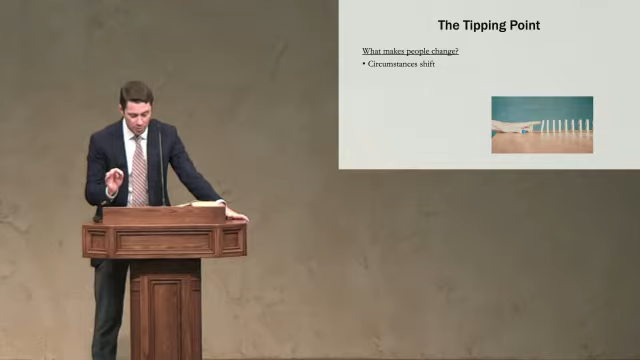 The Tipping Point
What makes people change?
• Circumstances shift